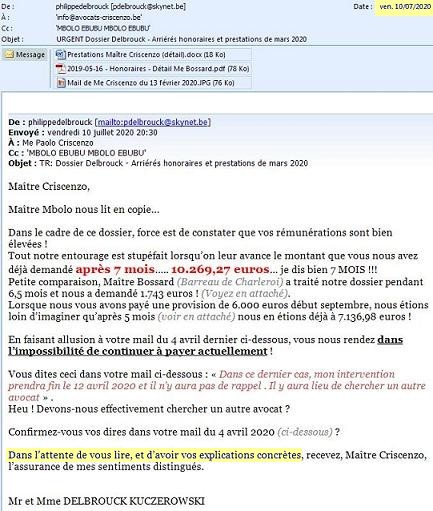 De : philippedelbrouck [pdelbrouck@skynet.be] Date : ven. 10/07/2020
À : 'info@avocats-criscenzo.be'
Cc : 'MBOLO EBUBU MBOLO EBUBU'
Objet : URGENT Dossier Delbrouck - Arriérés honoraires et prestations de mars 2020
Message
Prestations Maître Criscenzo (détail).docx (18 Ko)
2019-05-16 - Honoraires - Détail Me Bossard.pdf (78 Ko)
Mail de Me Criscenzo du 13 février 2020.JPG (76 Ko)
De : philippedelbrouck [mailto:pdelbrouck@skynet.be]
Envoyé : vendredi 10 juillet 2020 20:30
À : Me Paolo Criscenzo
Cc : 'MBOLO EBUBU MBOLO EBUBU'
Objet : TR: Dossier Delbrouck - Arriérés honoraires et prestations de mars 2020
Maître Criscenzo,
Maître Mbolo nous lit en copie...
Dans le cadre de ce dossier, force est de constater que vos rémunérations sont bien
élevées !
Tout notre entourage est stupéfait lorsqu'on leur avance le montant que vous nous avez
déjà demandé après 7 mois..... 10.269,27 euros... je dis bien 7 MOIS !!!
Petite comparaison, Maître Bossard (Barreau de Charleroi) a traité notre dossier pendant
6,5 mois et nous a demandé 1.743 euros ! (Voyez en attaché).
Lorsque nous vous avons payé une provision de 6.000 euros début septembre, nous étions
loin d'imaginer qu'après 5 mois (voir en attaché) nous en étions déjà à 7.136,98 euros !
En faisant allusion à votre mail du 4 avril dernier ci-dessous, vous nous rendez dans
l'impossibilité de continuer à payer actuellement !
Vous dites ceci dans votre mail ci-dessous : « Dans ce dernier cas, mon intervention
prendra fin le 12 avril 2020 et il n'y aura pas de rappel . Il y aura lieu de chercher un autre
avocat » .
Heu ! Devons-nous effectivement chercher un autre avocat ?
Confirmez-vous vos dires dans votre mail du 4 avril 2020 (ci-dessous) ?
Dans l'attente de vous lire, et d'avoir vos explications concrètes, recevez, Maître Criscenzo,
l'assurance de mes sentiments distingués.
Mr et Mme DELBROUCK KUCZEROWSKI